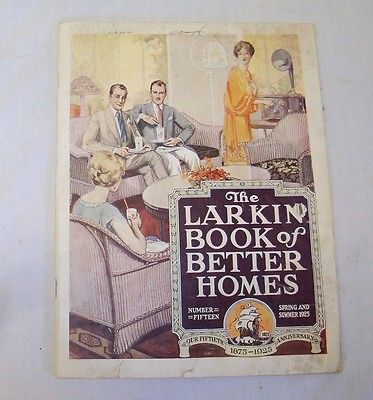 The
LARKIN
BOOK of
BETTER
HOMES
NUMBER=
=FIFTEEN
SPRING AND
SUMMER 1925
OUR FIFTIETH ANNIVERSARY
1875-1925